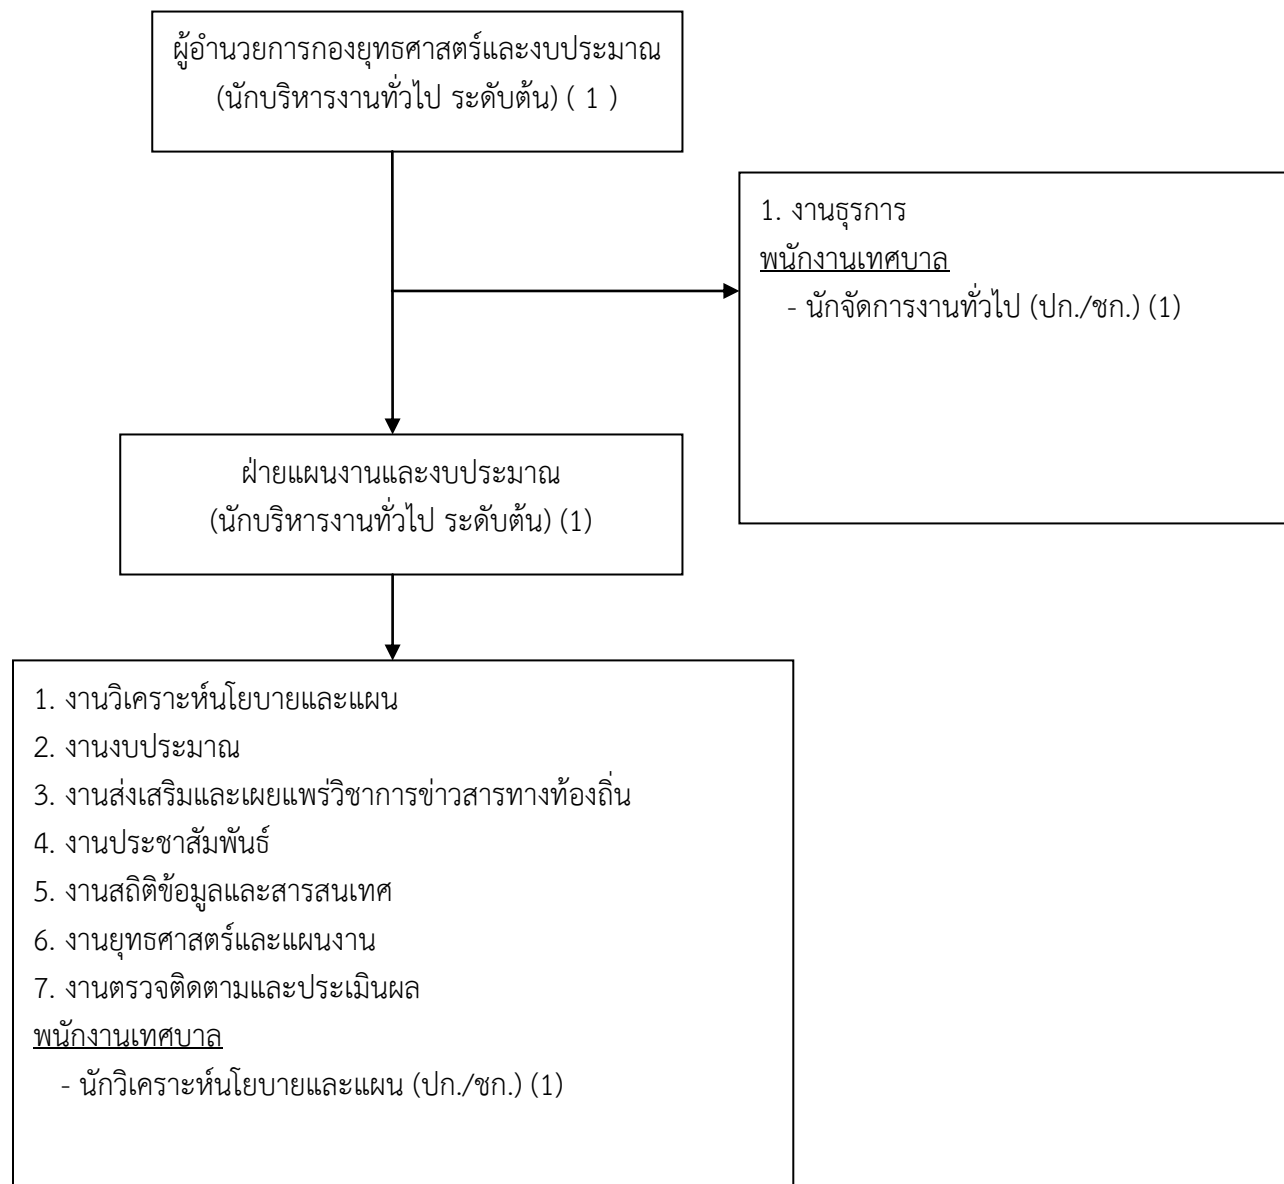 ผู้อำนวยการกองยุทธศาสตร์และงบประมาณ
(นักบริหารงานทั่วไป ระดับต้น) ( 1 )
1. งานธุรการ
พนักงานเทศบาล
- นักจัดการงานทั่วไป (ปก./ชก.) (1)
ฝ่ายแผนงานและงบประมาณ
(นักบริหารงานทั่วไป ระดับต้น) (1)
1. งานวิเคราะห์นโยบายและแผน
2. งานงบประมาณ
3. งานส่งเสริมและเผยแพร่วิชาการข่าวสารทางท้องถิ่น
4. งานประชาสัมพันธ์
5. งานสถิติข้อมูลและสารสนเทศ
6. งานยุทธศาสตร์และแผนงาน
7. งานตรวจติดตามและประเมินผล
พนักงานเทศบาล
- นักวิเคราะห์นโยบายและแผน (ปก./ชก.) (1)